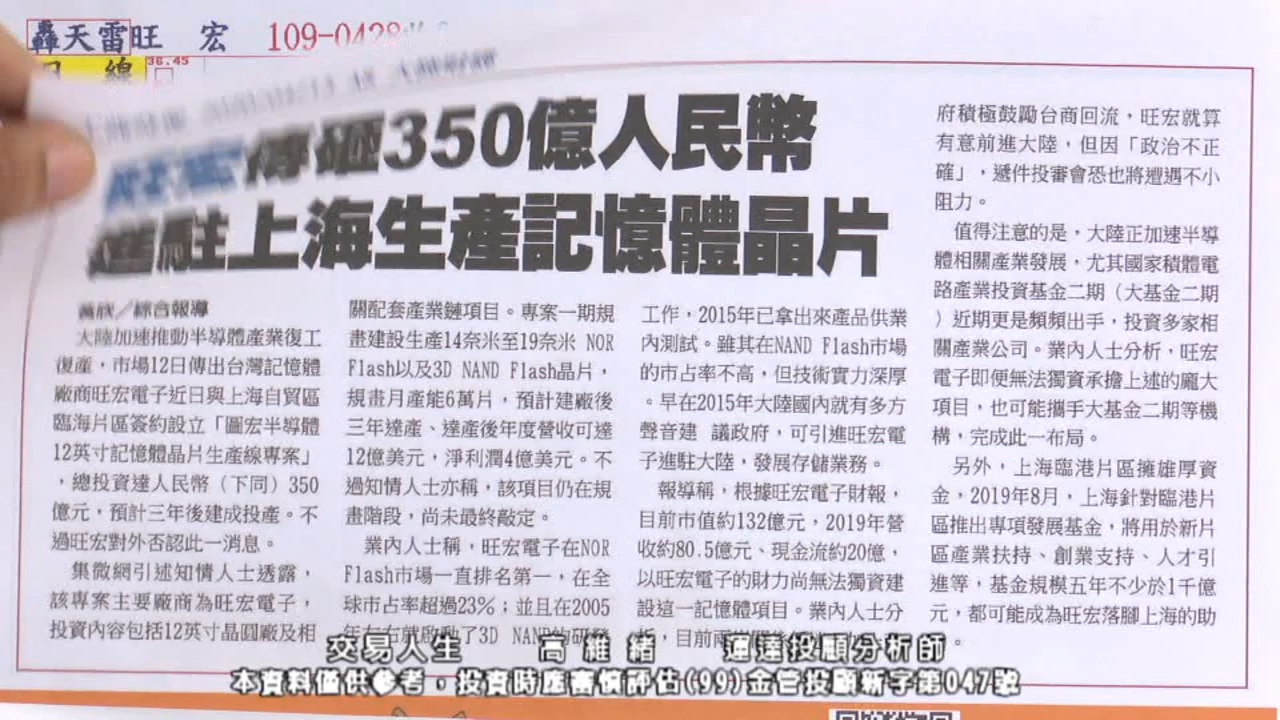 轟天雷旺 宏 109-0428
線 36.45
旺宏傳砸350億人民幣
進駐上海生產記憶體晶片
黃欣／綜合報導
大陸加速推動半導體產業復工
復產，市場12日傳出台灣記憶體
廠商旺宏電子近日與上海自貿區
臨海片區簽約設立「圖宏半導體
12英寸記憶體晶片生產線專案」
，總投資達人民幣（下同）350
億元，預計三年後建成投產。不
過旺宏對外否認此一消息。
集微網引述知情人士透露，
該專案主要廠商為旺宏電子，
投資內容包括12英寸晶圓廠及相
關配套產業鏈項目。專案一期規
畫建設生產14奈米至19奈米 NOR
Flash以及3D NAND Flash晶片，
規畫月產能6萬片，預計建廠後
三年達產、達產後年度營收可達
12億美元，淨利潤4億美元。不
過知情人士亦稱，該項目仍在規
畫階段，尚未最終敲定。
業內人士稱，旺宏電子在NOR
Flash市場一直排名第一，在全
球市占率超過23%；並且在2005
年左右就啟動了3D NAND的研發
工作，2015年已拿出來產品供業
內測試。雖其在NAND Flash市場
的市占率不高，但技術實力深厚
。早在2015年大陸國內就有多方
聲音建 議政府，可引進旺宏電
子進駐大陸，發展存儲業務。
報導稱，根據旺宏電子財報，
目前市值約132億元，2019年營
收約80.5億元、現金流約20億，
以旺宏電子的財力尚無法獨資建
設這一記憶體項目。業內人士分
析，目前兩岸
府積極鼓勵台商回流，旺宏就算
有意前進大陸，但因「政治不正
確」，遞件投審會恐也將遭遇不小
阻力。
值得注意的是，大陸正加速半導
體相關產業發展，尤其國家積體電
路產業投資基金二期（大基金二期
）近期更是頻頻出手，投資多家相
關產業公司。業內人士分析，旺宏
電子即便無法獨資承擔上述的龐大
項目，也可能攜手大基金二期等機
構，完成此一布局。
另外，上海臨港片區擁雄厚資
金，2019年8月，上海針對臨港片
區推出專項發展基金，將用於新片
區產業扶持、創業支持、人才引
進等，基金規模五年不少於1千億
元，都可能成為旺宏落腳上海的助
。
交易人生 高維緒 運達投顧分析師
本資料僅供參考，投資時應審慎評估(99)金管投顧新字第047號